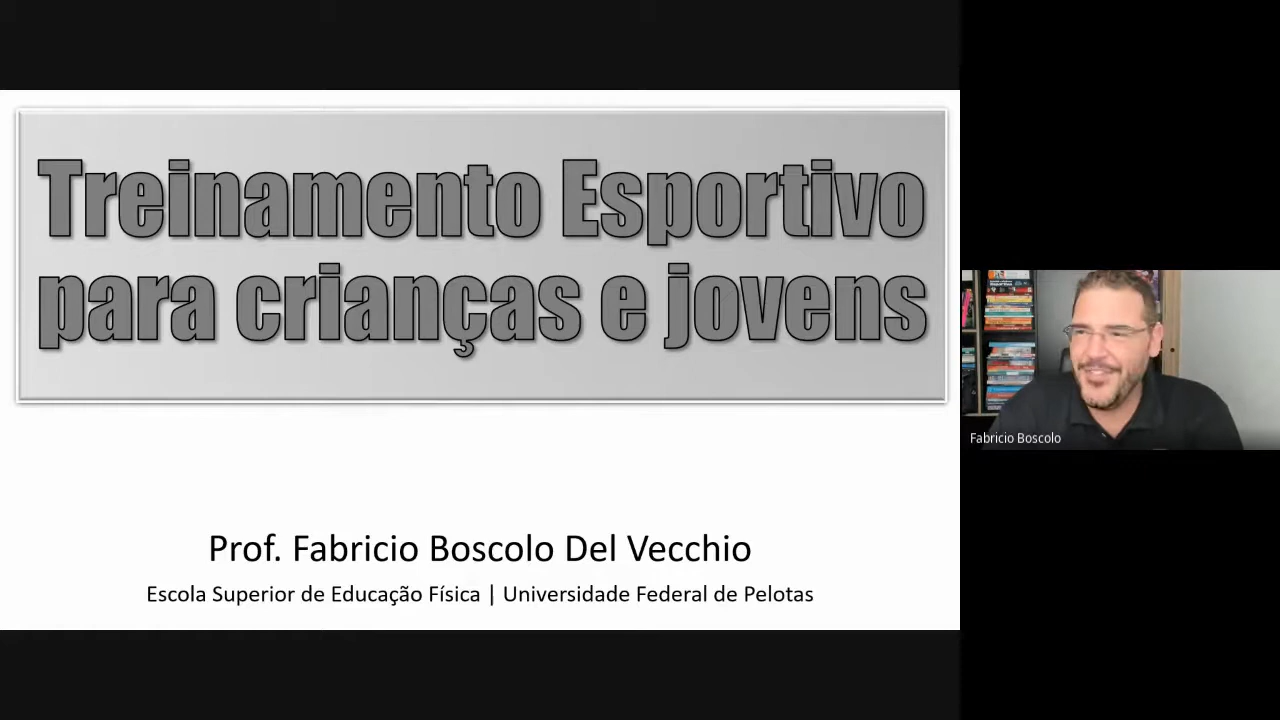 Treinamento Esportivo
para crianças e jovens
Prof. Fabricio Boscolo Del Vecchio
Escola Superior de Educação Física | Universidade Federal de Pelotas
Fabricio Boscolo